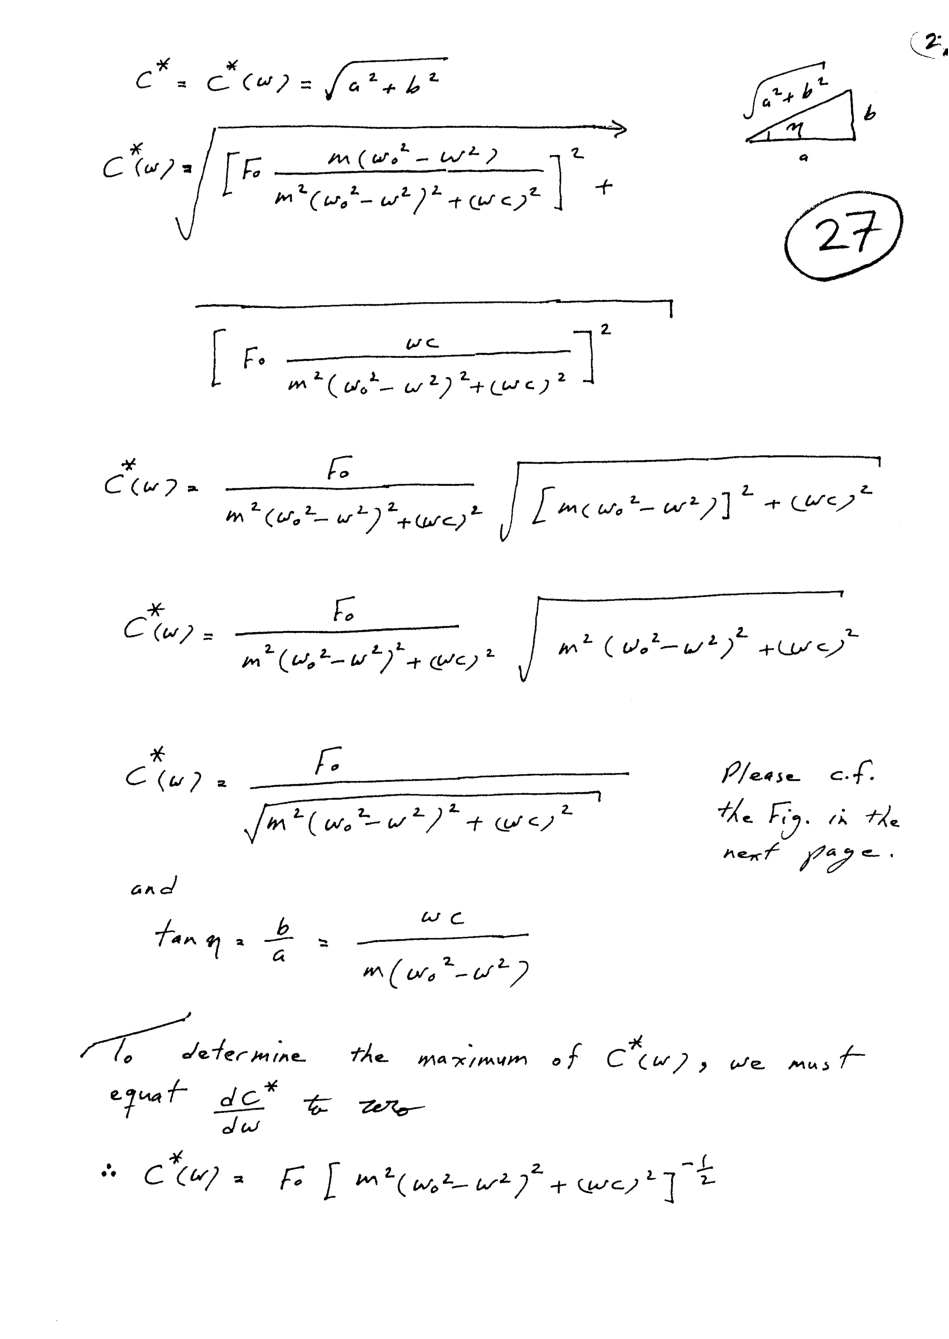 (2.
C* = C*(ω) = √(a² + b²)
√(a² + b²)
b
η
a
C*(ω) = √([F₀ m(ω₀² - ω²) / (m²(ω₀² - ω²)² + (ωc)²)]² +
27
[F₀ ωc / (m²(ω₀² - ω²)² + (ωc)²)]²)
C*(ω) = F₀ / (m²(ω₀² - ω²)² + (ωc)²) √([m(ω₀² - ω²)]² + (ωc)²)
C*(ω) = F₀ / (m²(ω₀² - ω²)² + (ωc)²) √(m²(ω₀² - ω²)² + (ωc)²)
C*(ω) = F₀ / √(m²(ω₀² - ω²)² + (ωc)²)
Please c.f.
the Fig. in the
next page.
and
tan η = b/a = ωc / (m(ω₀² - ω²))
To determine the maximum of C*(ω), we must
equat dC*/dω to zero
∴ C*(ω) = F₀ [m²(ω₀² - ω²)² + (ωc)²]^(-1/2)